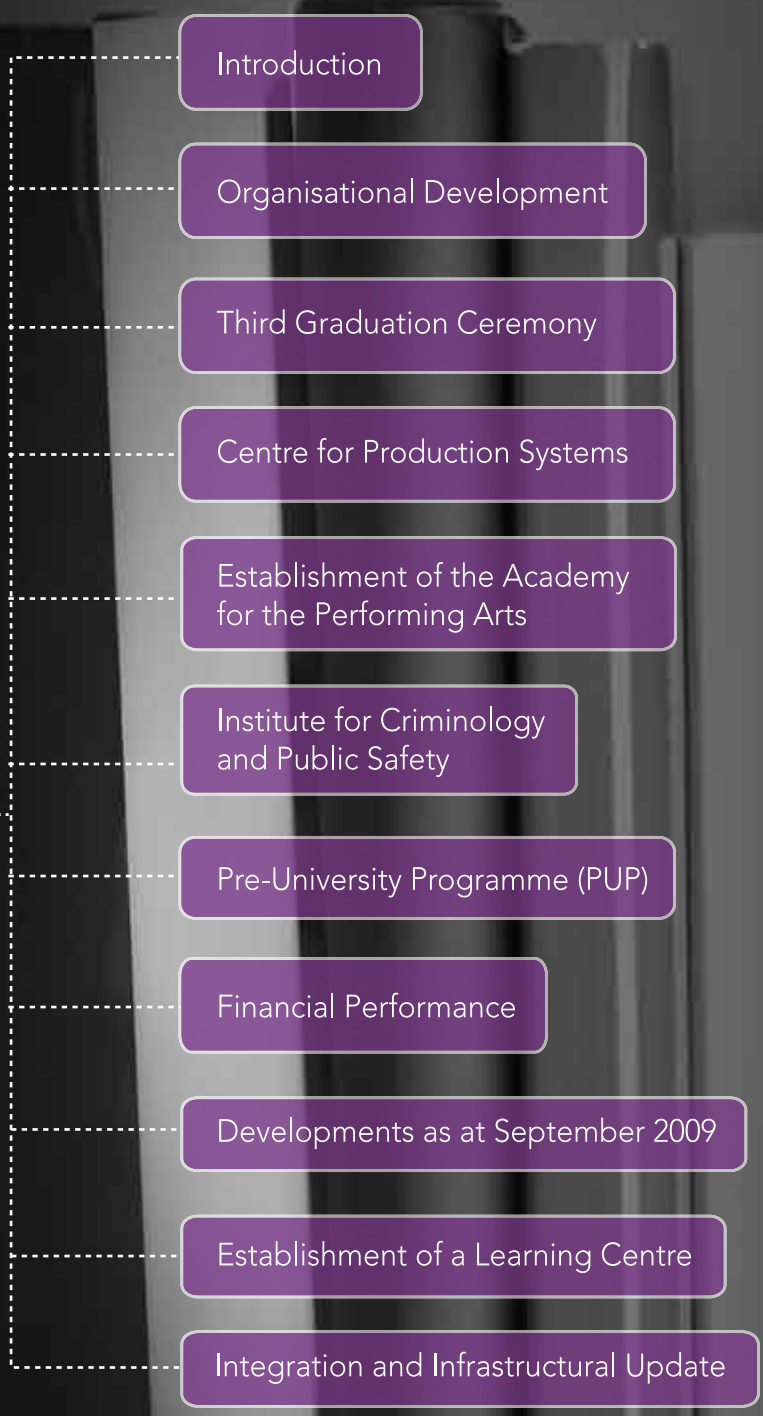 Introduction
Organisational Development
Third Graduation Ceremony
Centre for Production Systems
Establishment of the Academy
for the Performing Arts
Institute for Criminology
and Public Safety
Pre-University Programme (PUP)
Financial Performance
Developments as at September 2009
Establishment of a Learning Centre
Integration and Infrastructural Update